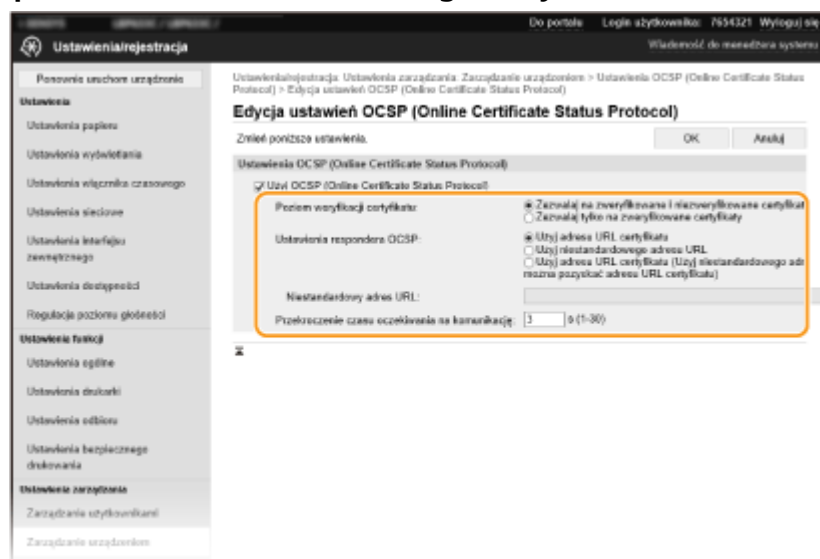 Do portalu Login użytkownika: 7654321 Wyloguj się
Ustawienia/rejestracja
Wiadomość do menedżera systemu
Ponownie uruchom urządzenie
Ustawienia
Ustawienia papieru
Ustawienia wyświetlania
Ustawienia włącznika czasowego
Ustawienia sieciowe
Ustawienia interfejsu
zewnętrznego
Ustawienia dostępności
Regulacja poziomu głośności
Ustawienia funkcji
Ustawienia ogólne
Ustawienia drukarki
Ustawienia odbioru
Ustawienia bezpiecznego
drukowania
Ustawienia zarządzania
Zarządzanie użytkownikami
Zarządzanie urządzeniem
Ustawienia/rejestracja: Ustawienia zarządzania: Zarządzanie urządzeniem > Ustawienia OCSP (Online Certificate Status
Protocol) > Edycja ustawień OCSP (Online Certificate Status Protocol)
Edycja ustawień OCSP (Online Certificate Status Protocol)
Zmień poniższe ustawienia.
OK Anuluj
Ustawienia OCSP (Online Certificate Status Protocol)
Użyj OCSP (Online Certificate Status Protocol)
Poziom weryfikacji certyfikatu:
Zezwalaj na zweryfikowane i niezweryfikowane certyfikat
Zezwalaj tylko na zweryfikowane certyfikaty
Ustawienia respondera OCSP:
Użyj adresu URL certyfikatu
Użyj niestandardowego adresu URL
Użyj adresu URL certyfikatu (Użyj niestandardowego adr
można pozyskać adresu URL certyfikatu)
Niestandardowy adres URL:
Przekroczenie czasu oczekiwania na komunikację: 3 s (1-30)